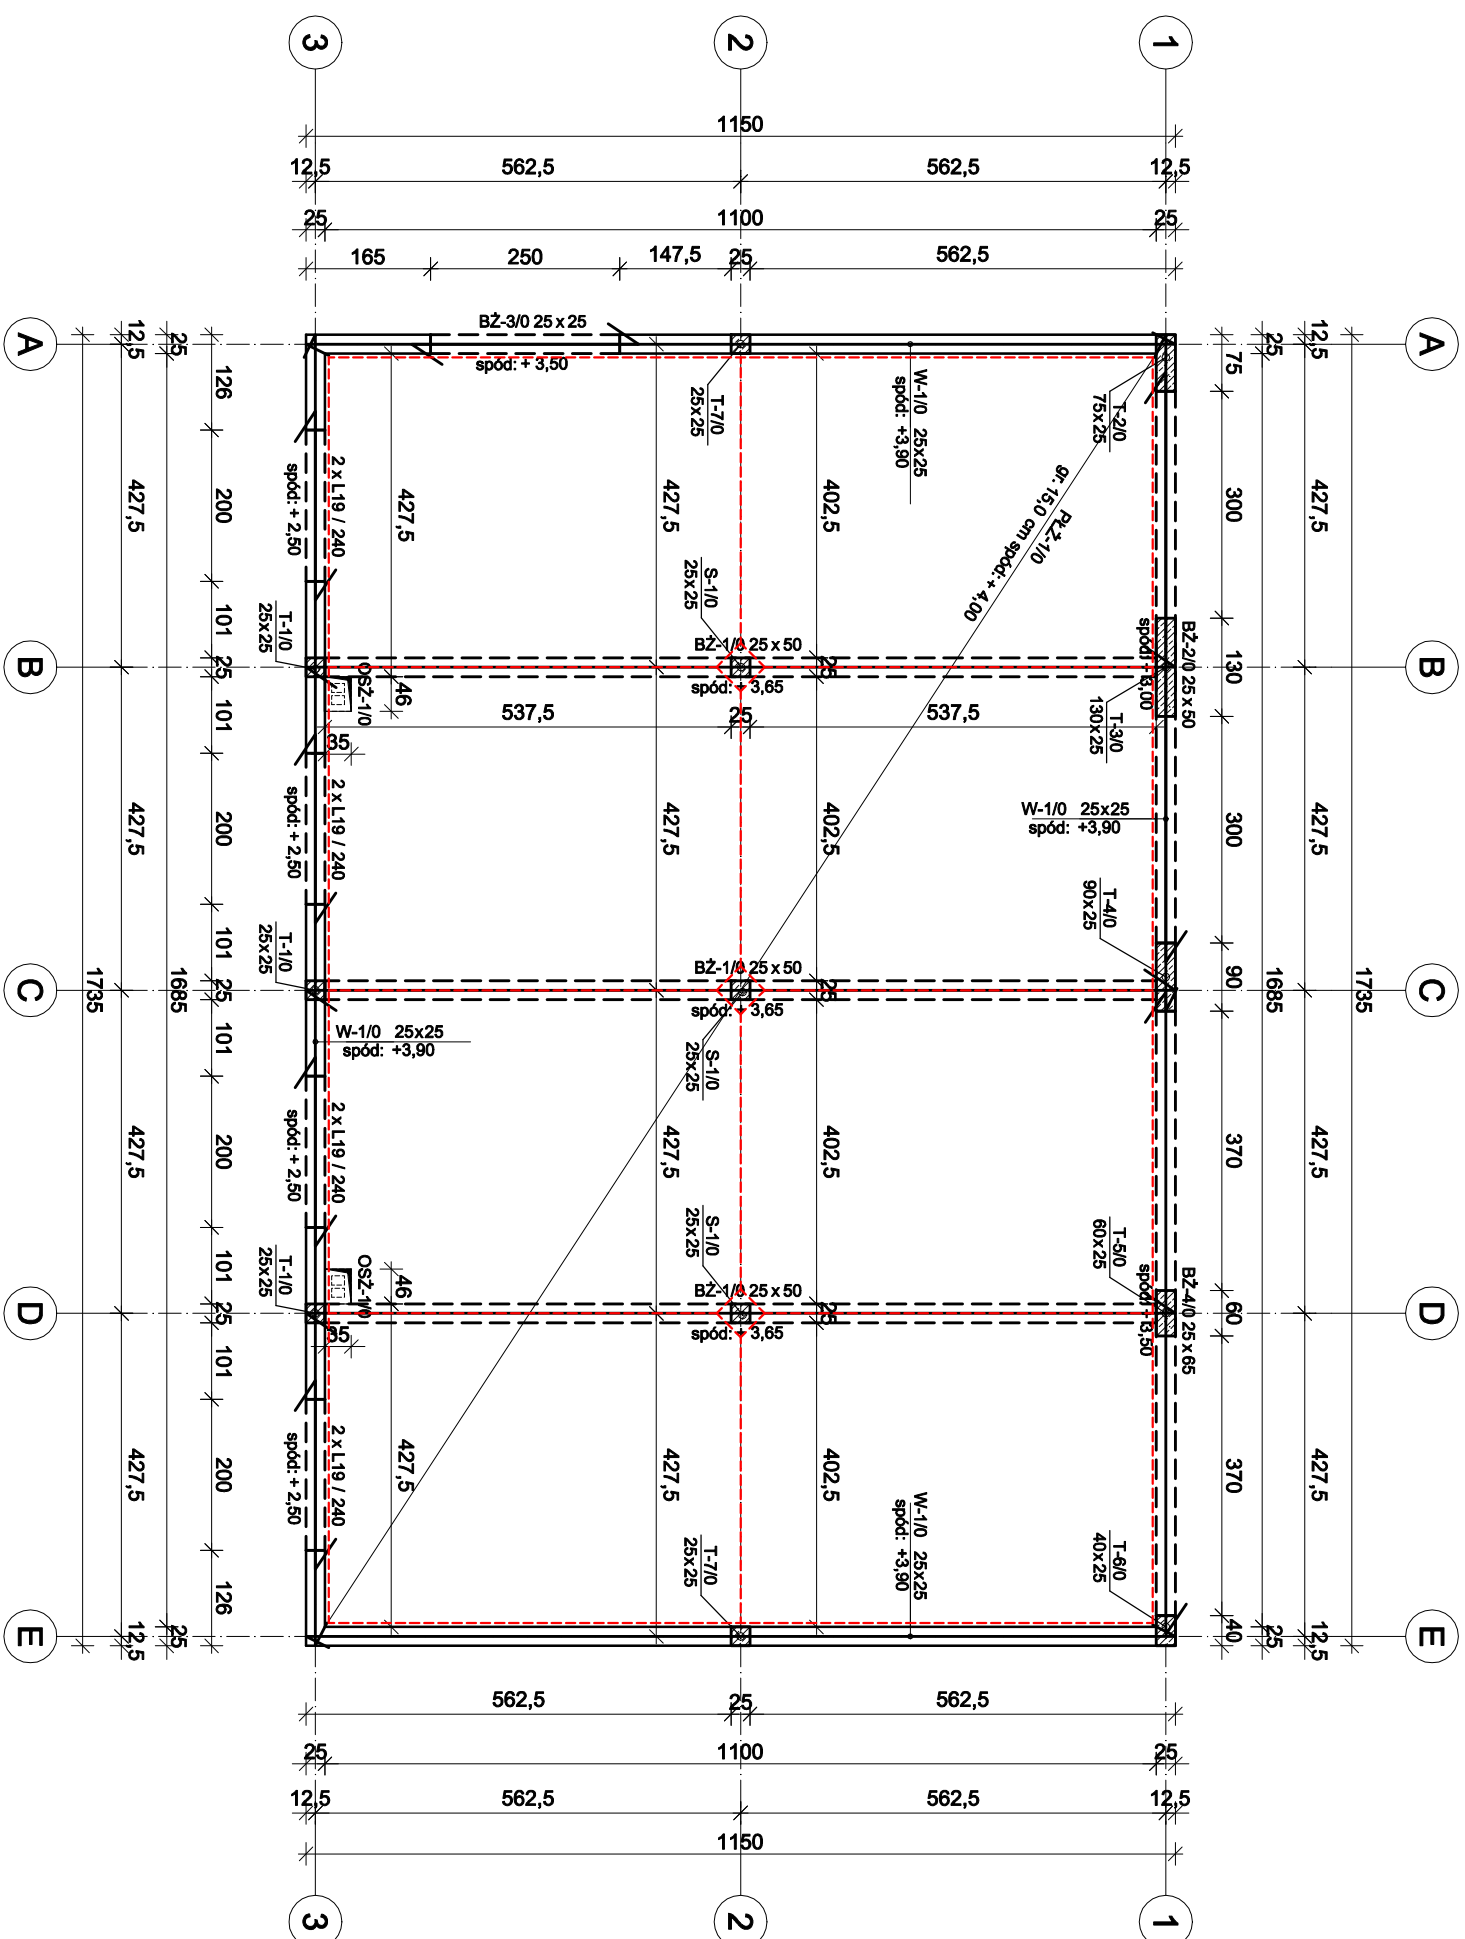 3
2
1
1150
12,5
562,5
562,5
12,5
25
1100
25
165
250
147,5
25
562,5
A
12,5
25
126
BŻ-3/0 25 x 25
spód: + 3,50
T-7/0
25x25
W-1/0 25x25
spód: +3,90
T-2/0
75x25
75
25
12,5
A
427,5
200
2 x L19 / 240
spód: + 2,50
427,5
427,5
402,5
PŁŻ-1/0
gr. 15,0 cm spód: + 4,00
300
427,5
S-1/0
25x25
101
T-1/0
25x25
B
25
BŻ-1/0 25 x 50
spód: + 3,65
25
BŻ-2/0 25 x 50
spód: + 3,00
130
B
OSŻ-1/0
46
101
35
537,5
25
537,5
T-3/0
130x25
427,5
200
2 x L19 / 240
spód: + 2,50
427,5
402,5
W-1/0 25x25
spód: +3,90
300
427,5
101
T-1/0
25x25
T-4/0
90x25
C
1735
1685
25
BŻ-1/0 25 x 50
spód: + 3,65
25
90
1685
1735
C
101
W-1/0 25x25
spód: +3,90
S-1/0
25x25
427,5
200
2 x L19 / 240
spód: + 2,50
427,5
402,5
370
427,5
S-1/0
25x25
T-5/0
60x25
101
T-1/0
25x25
OSŻ-1/0
46
D
25
35
BŻ-1/0 25 x 50
spód: + 3,65
25
BŻ-4/0 25 x 65
spód: + 3,50
60
D
101
427,5
200
2 x L19 / 240
spód: + 2,50
427,5
427,5
402,5
370
427,5
T-7/0
25x25
W-1/0 25x25
spód: +3,90
T-6/0
40x25
126
E
12,5
25
40
25
12,5
E
562,5
25
562,5
25
1100
25
12,5
562,5
562,5
12,5
1150
3
2
1